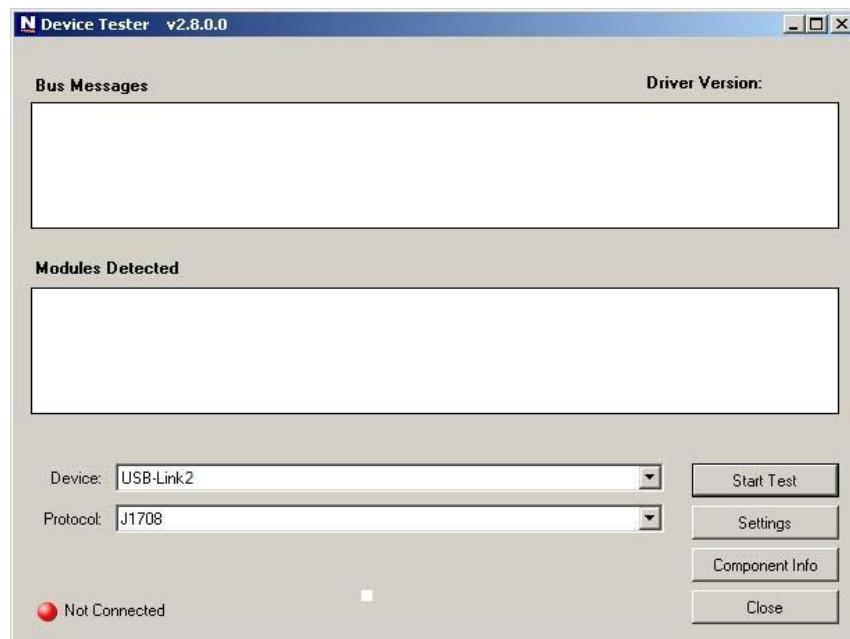 N Device Tester v2.8.0.0
Bus Messages
Driver Version:
Modules Detected
Device: USB-Link2
Start Test
Protocol: J1708
Settings
Component Info
Not Connected
Close